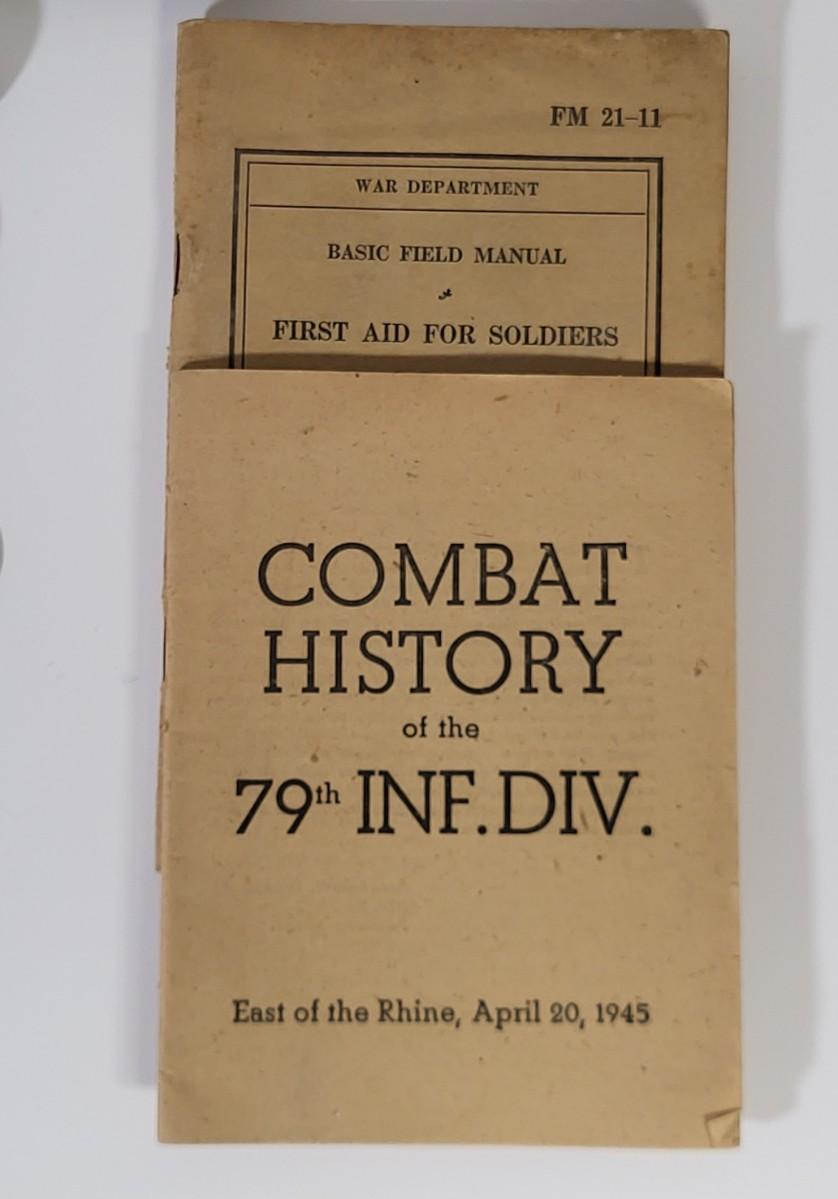 FM 21–11
WAR DEPARTMENT
BASIC FIELD MANUAL
FIRST AID FOR SOLDIERS
COMBAT
HISTORY
of the
79th INF. DIV.
East of the Rhine, April 20, 1945